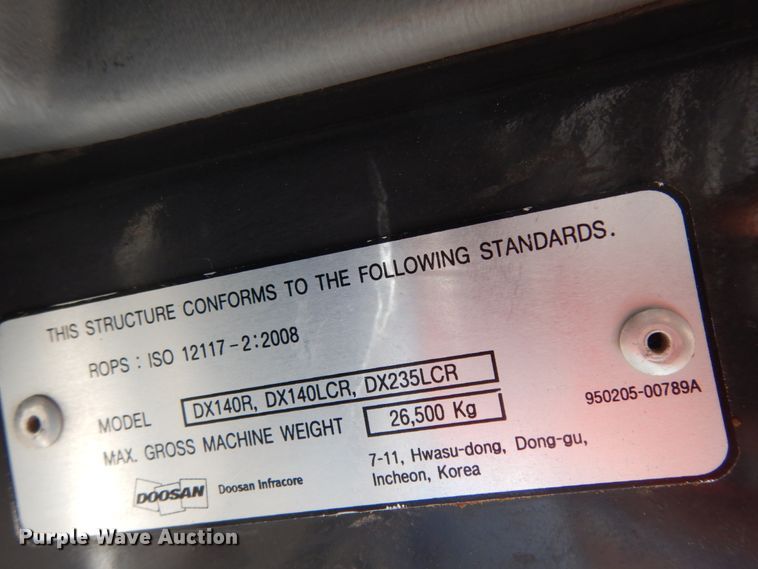 THIS STRUCTURE CONFORMS TO THE FOLLOWING STANDARDS.
ROPS : ISO 12117-2:2008
MODEL DX140R, DX140LCR, DX235LCR
MAX. GROSS MACHINE WEIGHT 26,500 Kg
950205-00789A
DOOSAN Doosan Infracore
7-11, Hwasu-dong, Dong-gu,
Incheon, Korea
Purple Wave Auction